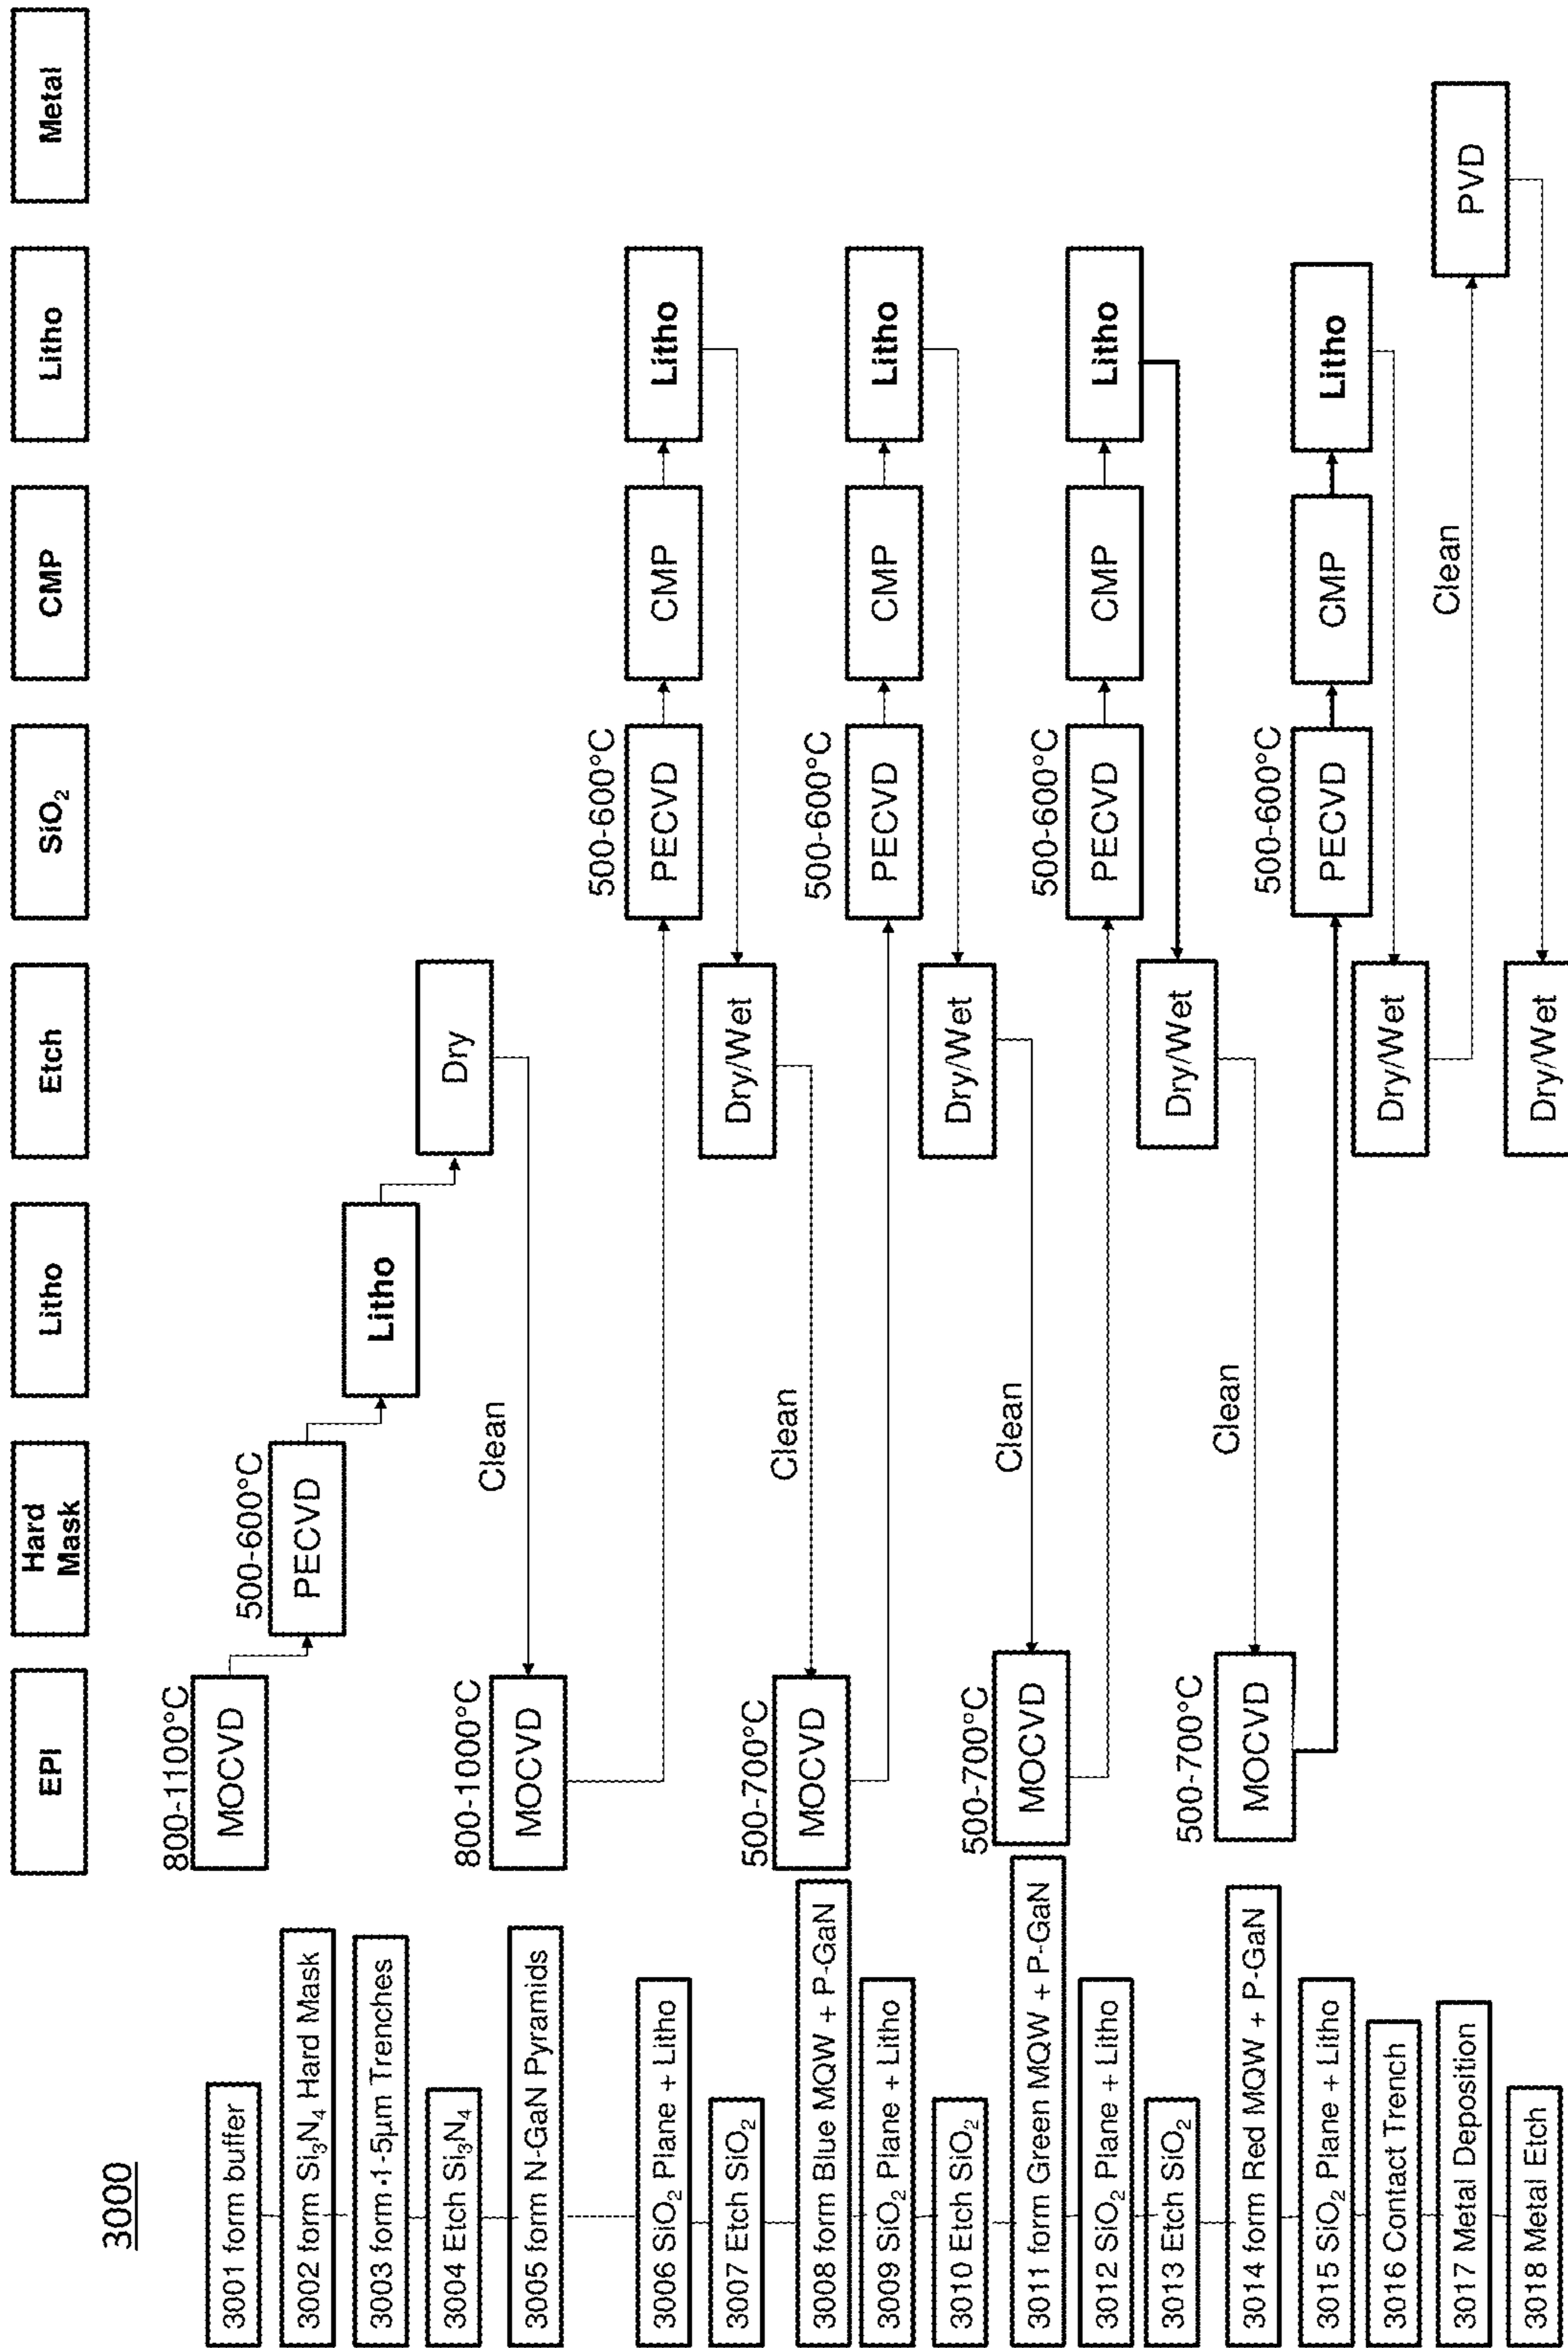 3000
EPI
Hard
Mask
Litho
Etch
SiO₂
CMP
Litho
Metal
3001 form buffer
800-1100°C
MOCVD
3002 form Si₃N₄ Hard Mask
500-600°C
PECVD
3003 form .1-5µm Trenches
Litho
3004 Etch Si₃N₄
Dry
Clean
3005 form N-GaN Pyramids
800-1000°C
MOCVD
3006 SiO₂ Plane + Litho
500-600°C
PECVD
CMP
Litho
3007 Etch SiO₂
Dry/Wet
Clean
3008 form Blue MQW + P-GaN
500-700°C
MOCVD
3009 SiO₂ Plane + Litho
500-600°C
PECVD
CMP
Litho
3010 Etch SiO₂
Dry/Wet
Clean
3011 form Green MQW + P-GaN
500-700°C
MOCVD
3012 SiO₂ Plane + Litho
500-600°C
PECVD
CMP
Litho
3013 Etch SiO₂
Dry/Wet
Clean
3014 form Red MQW + P-GaN
500-700°C
MOCVD
3015 SiO₂ Plane + Litho
500-600°C
PECVD
CMP
Litho
3016 Contact Trench
Dry/Wet
Clean
3017 Metal Deposition
PVD
3018 Metal Etch
Dry/Wet